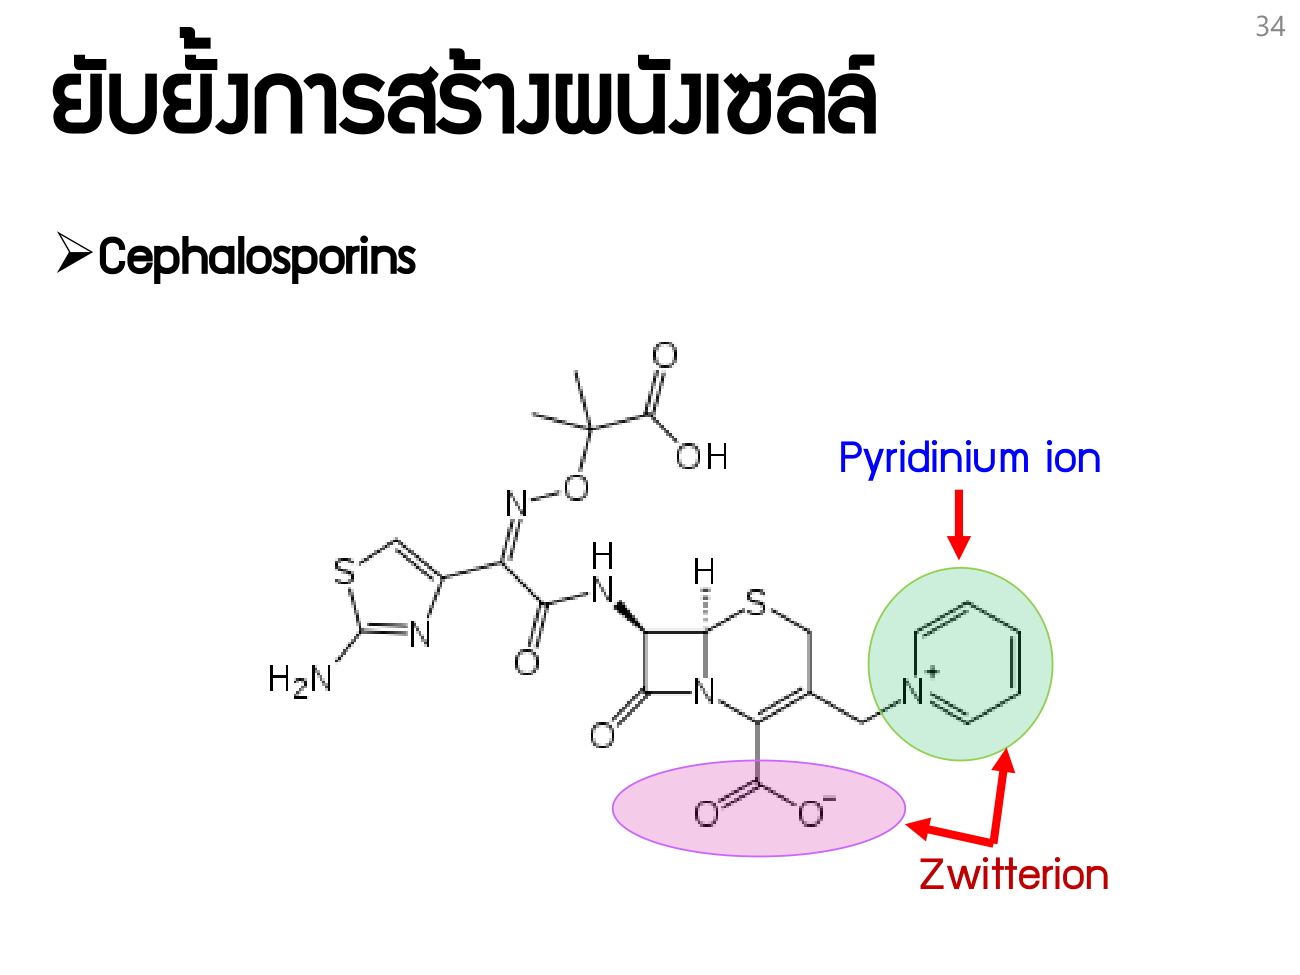 34
ยับยั้งการสร้างผนังเซลล์
➢Cephalosporins
O
OH
Pyridinium ion
N
O
S
H
N
H
S
N
O
H₂N
N
N⁺
O
O
O⁻
Zwitterion